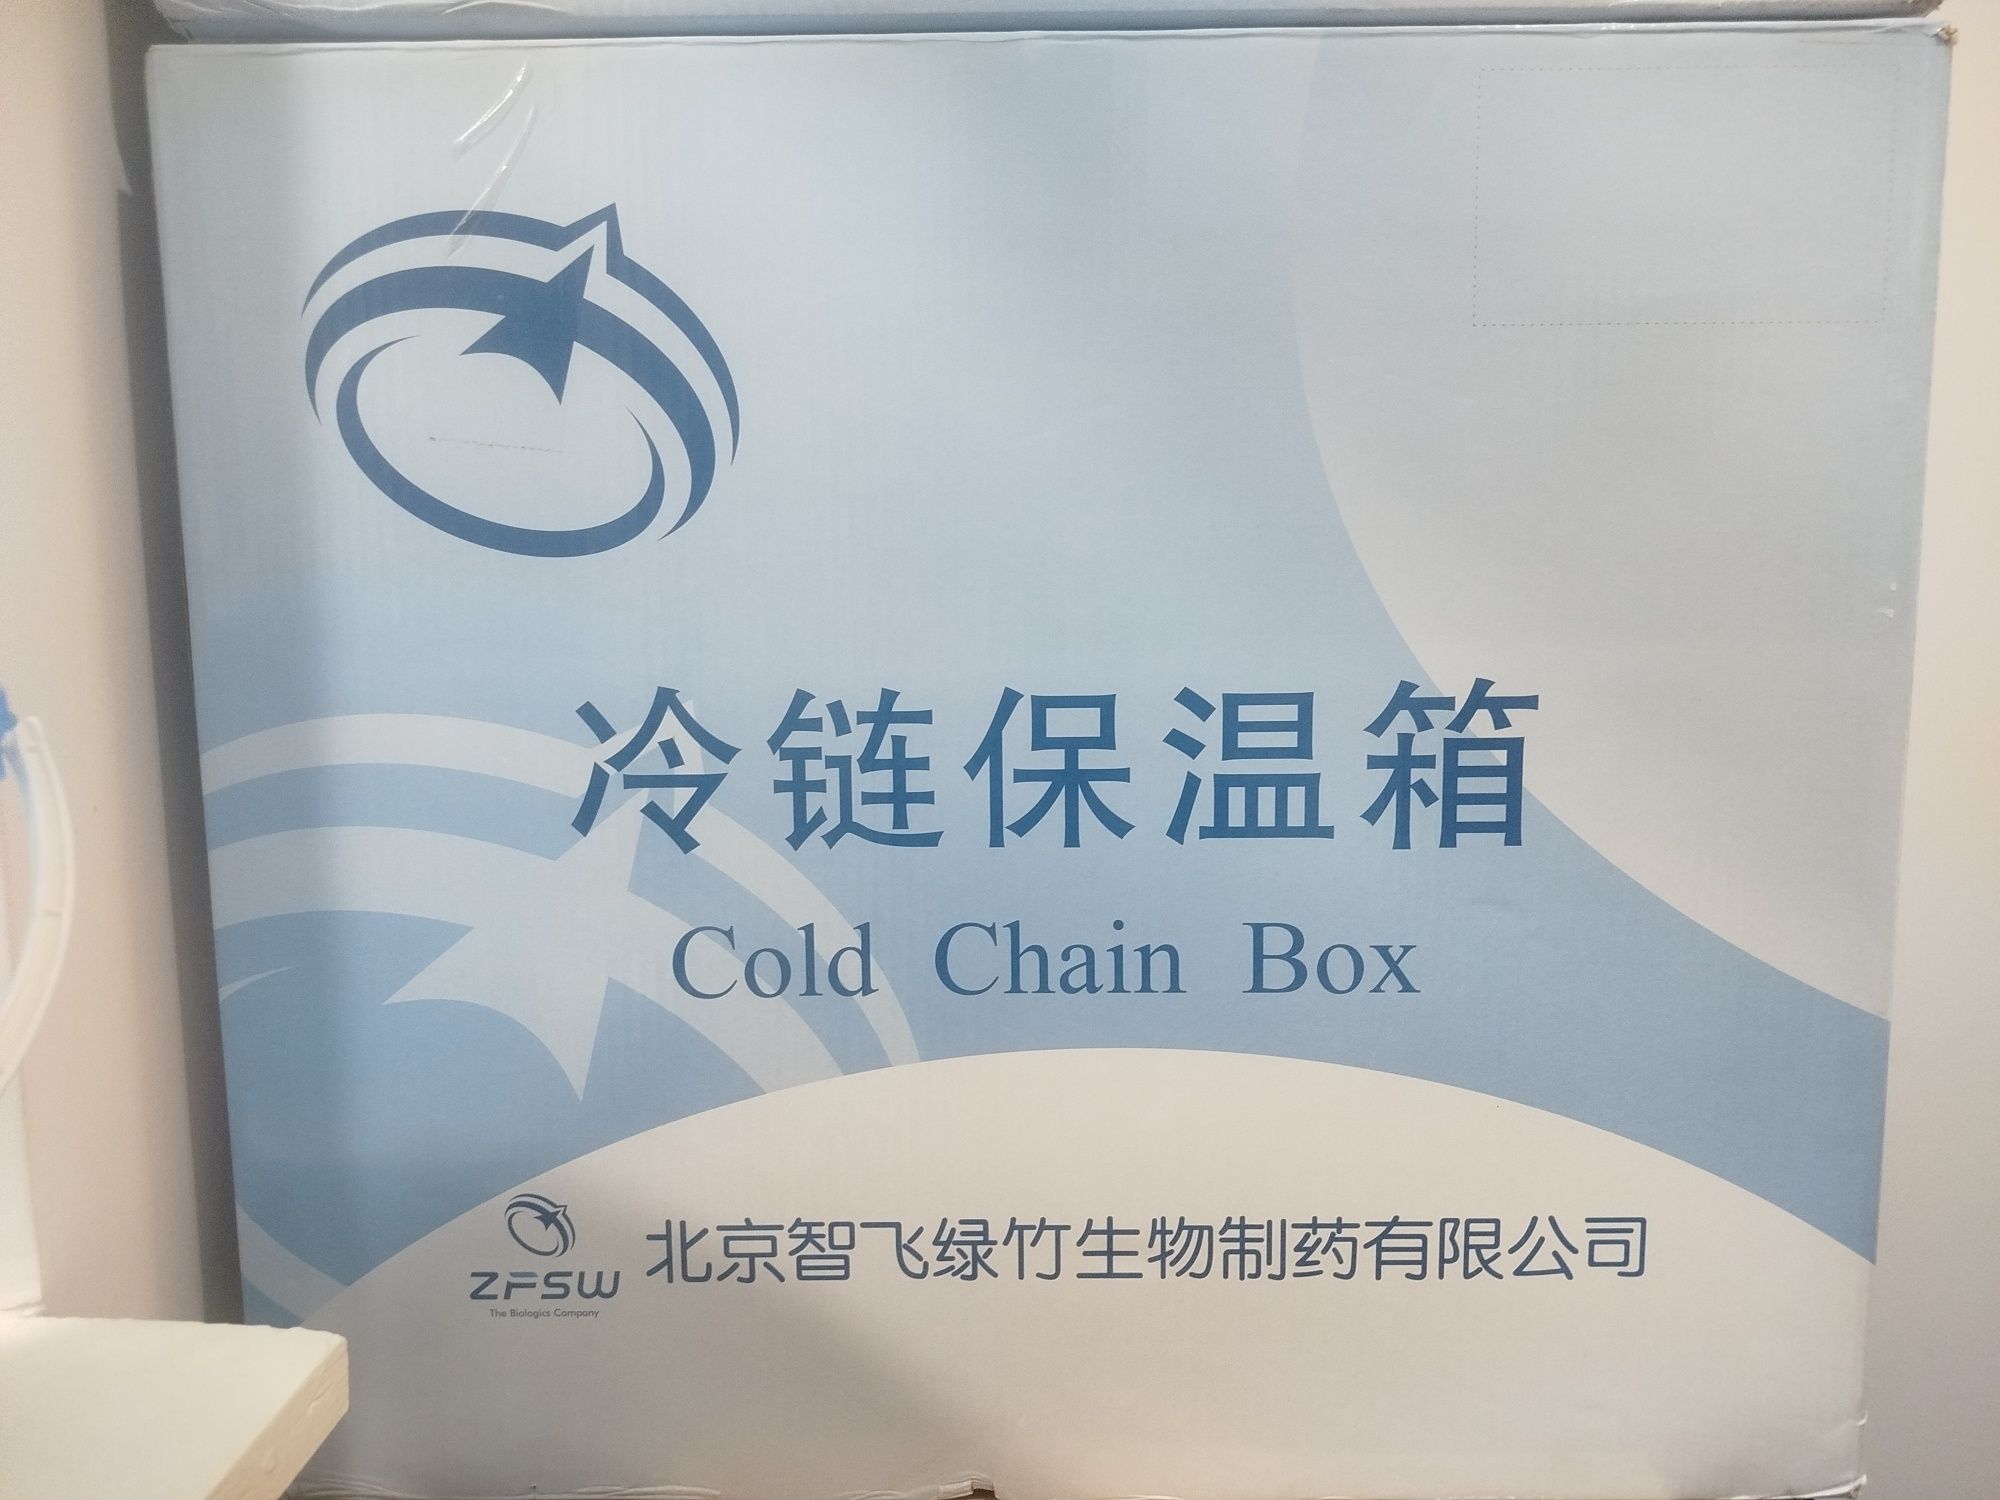 冷链保温箱
Cold Chain Box
ZFSW
The Biologics Company
北京智飞绿竹生物制药有限公司